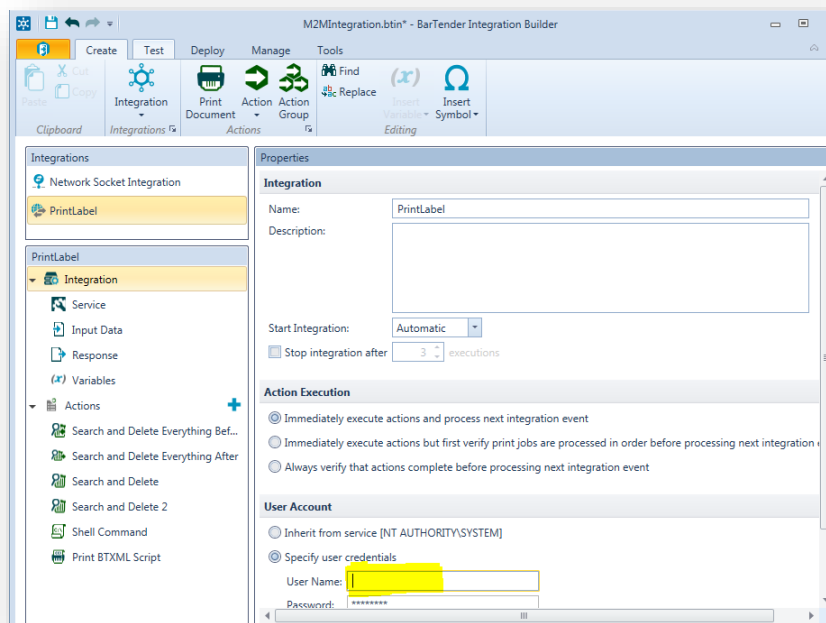 M2MIntegration.btin* - BarTender Integration Builder
Create Test Deploy Manage Tools
Paste
Cut
Copy
Clipboard
Integration
Integrations
Print Document
Action
Action Group
Actions
Find
Replace
Insert Variable
Insert Symbol
Editing
Integrations
Network Socket Integration
PrintLabel
PrintLabel
Integration
Service
Input Data
Response
(x) Variables
Actions
Search and Delete Everything Bef...
Search and Delete Everything After
Search and Delete
Search and Delete 2
Shell Command
Print BTXML Script
Properties
Integration
Name: PrintLabel
Description:
Start Integration: Automatic
Stop integration after 3 executions
Action Execution
Immediately execute actions and process next integration event
Immediately execute actions but first verify print jobs are processed in order before processing next integration
Always verify that actions complete before processing next integration event
User Account
Inherit from service [NT AUTHORITY\SYSTEM]
Specify user credentials
User Name:
Password: ********